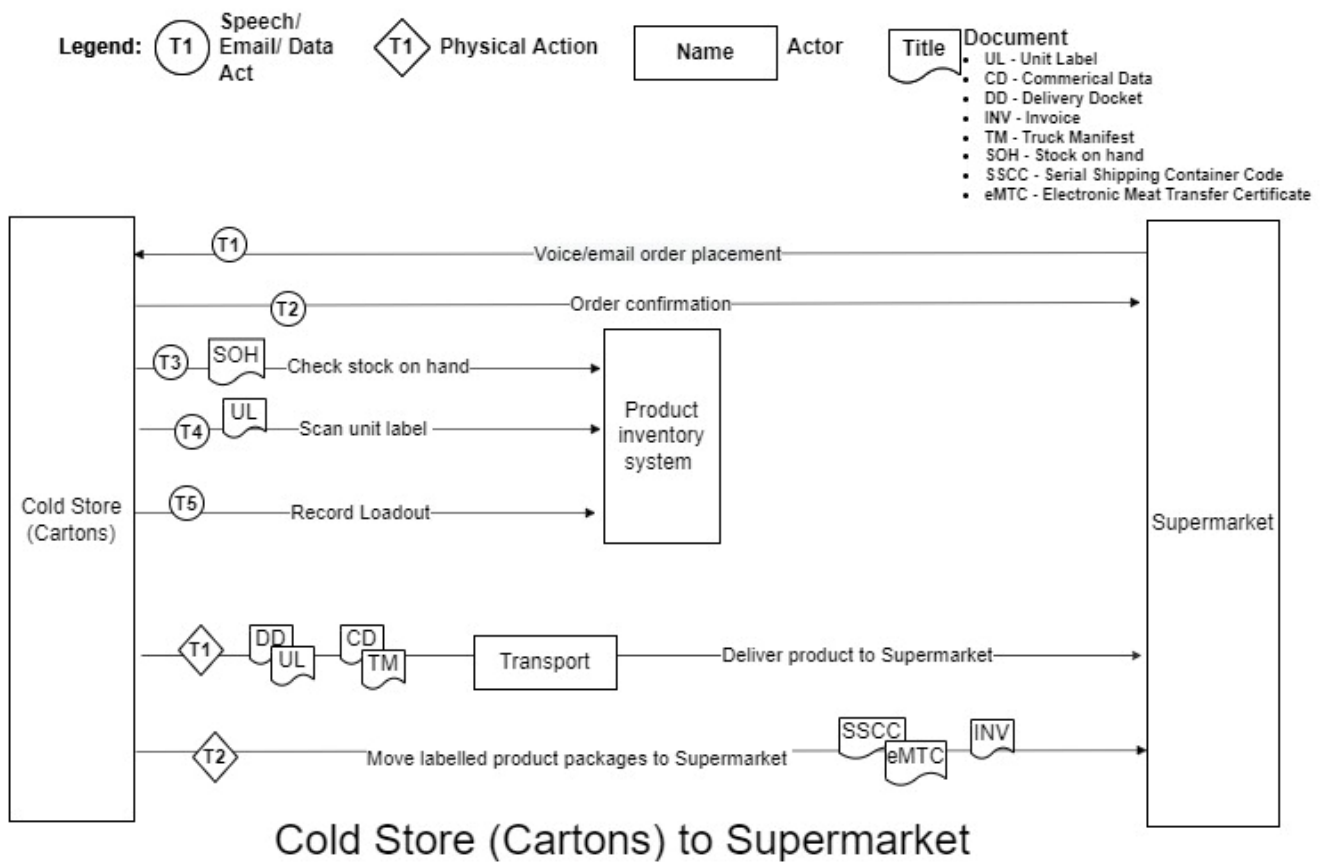 Legend:
T1
Speech/
Email/ Data
Act
T1
Physical Action
Name
Actor
Title
Document
• UL - Unit Label
• CD - Commerical Data
• DD - Delivery Docket
• INV - Invoice
• TM - Truck Manifest
• SOH - Stock on hand
• SSCC - Serial Shipping Container Code
• eMTC - Electronic Meat Transfer Certificate
T1
Voice/email order placement
T2
Order confirmation
T3
SOH
Check stock on hand
T4
UL
Scan unit label
Product
inventory
system
T5
Record Loadout
Cold Store
(Cartons)
Supermarket
T1
DD
UL
CD
TM
Transport
Deliver product to Supermarket
T2
Move labelled product packages to Supermarket
SSCC
eMTC
INV
Cold Store (Cartons) to Supermarket